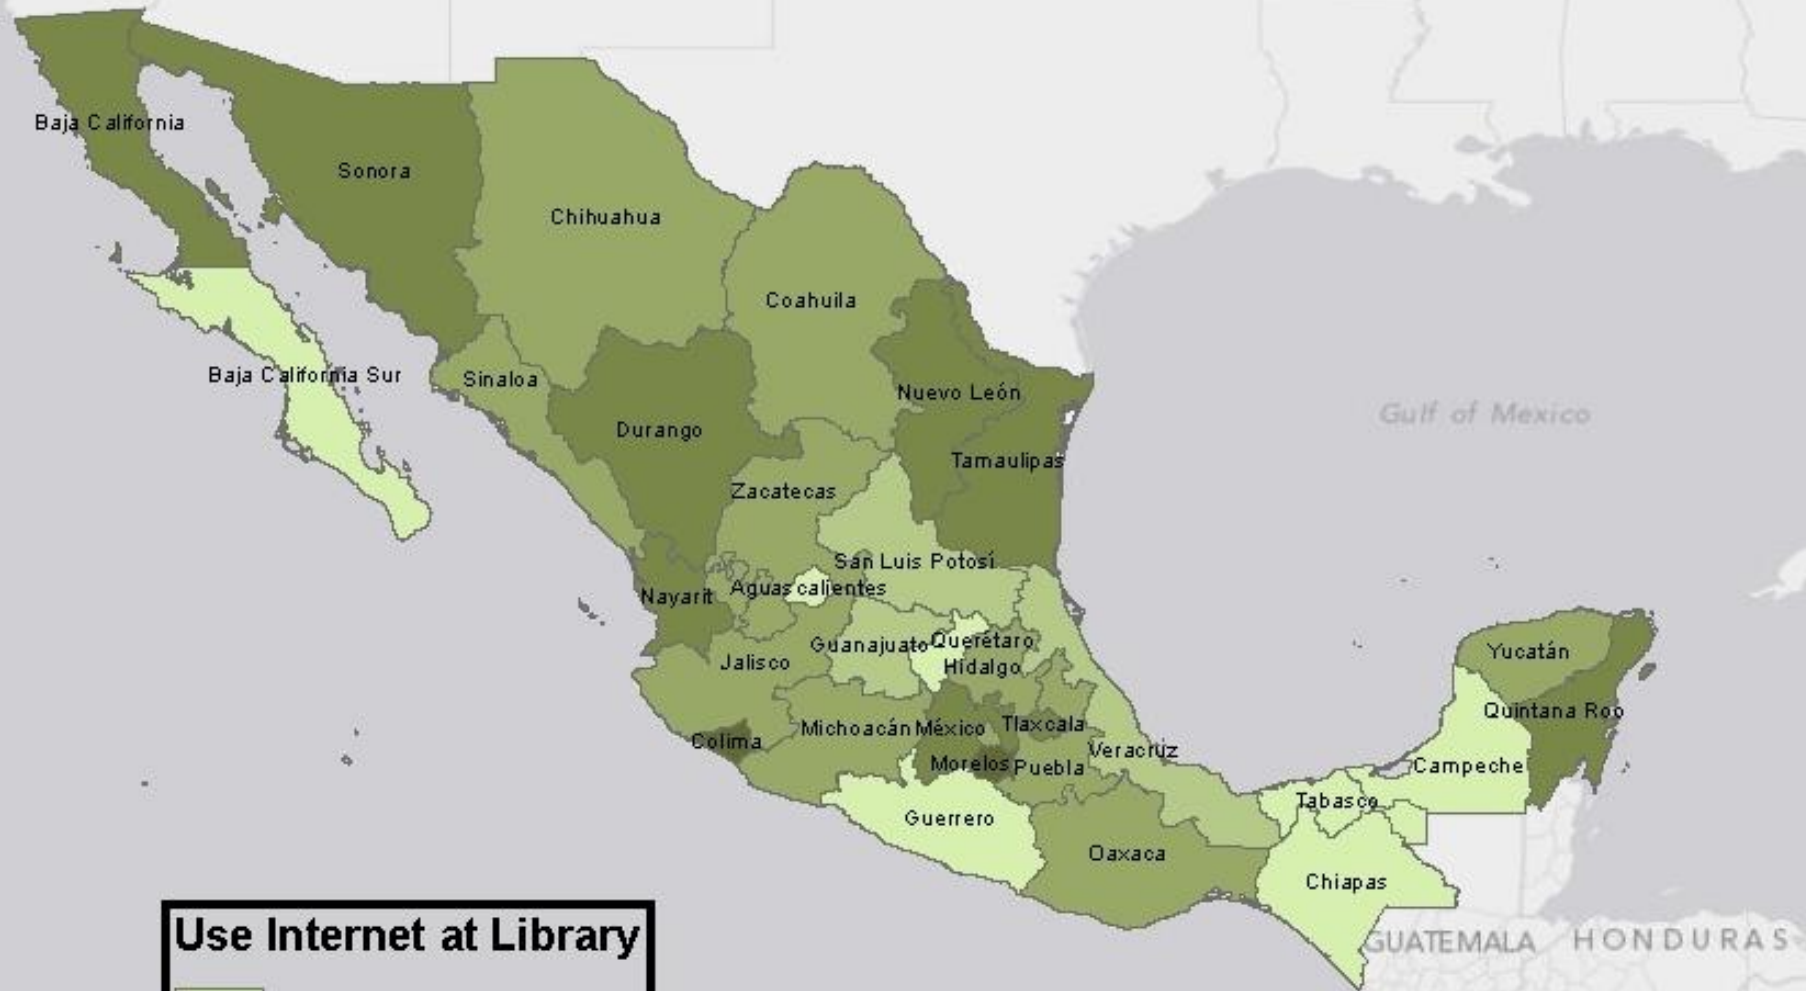 Baja California
Sonora
Chihuahua
Coahuila
Baja California Sur
Sinaloa
Nuevo León
Gulf of Mexico
Durango
Tamaulipas
Zacatecas
San Luis Potosí
Aguascalientes
Nayarit
Guanajuato
Querétaro
Yucatán
Jalisco
Hidalgo
Quintana Roo
Michoacán
México
Tlaxcala
Colima
Veracruz
Morelos
Puebla
Campeche
Tabasco
Guerrero
Oaxaca
Chiapas
Use Internet at Library
GUATEMALA
HONDURAS